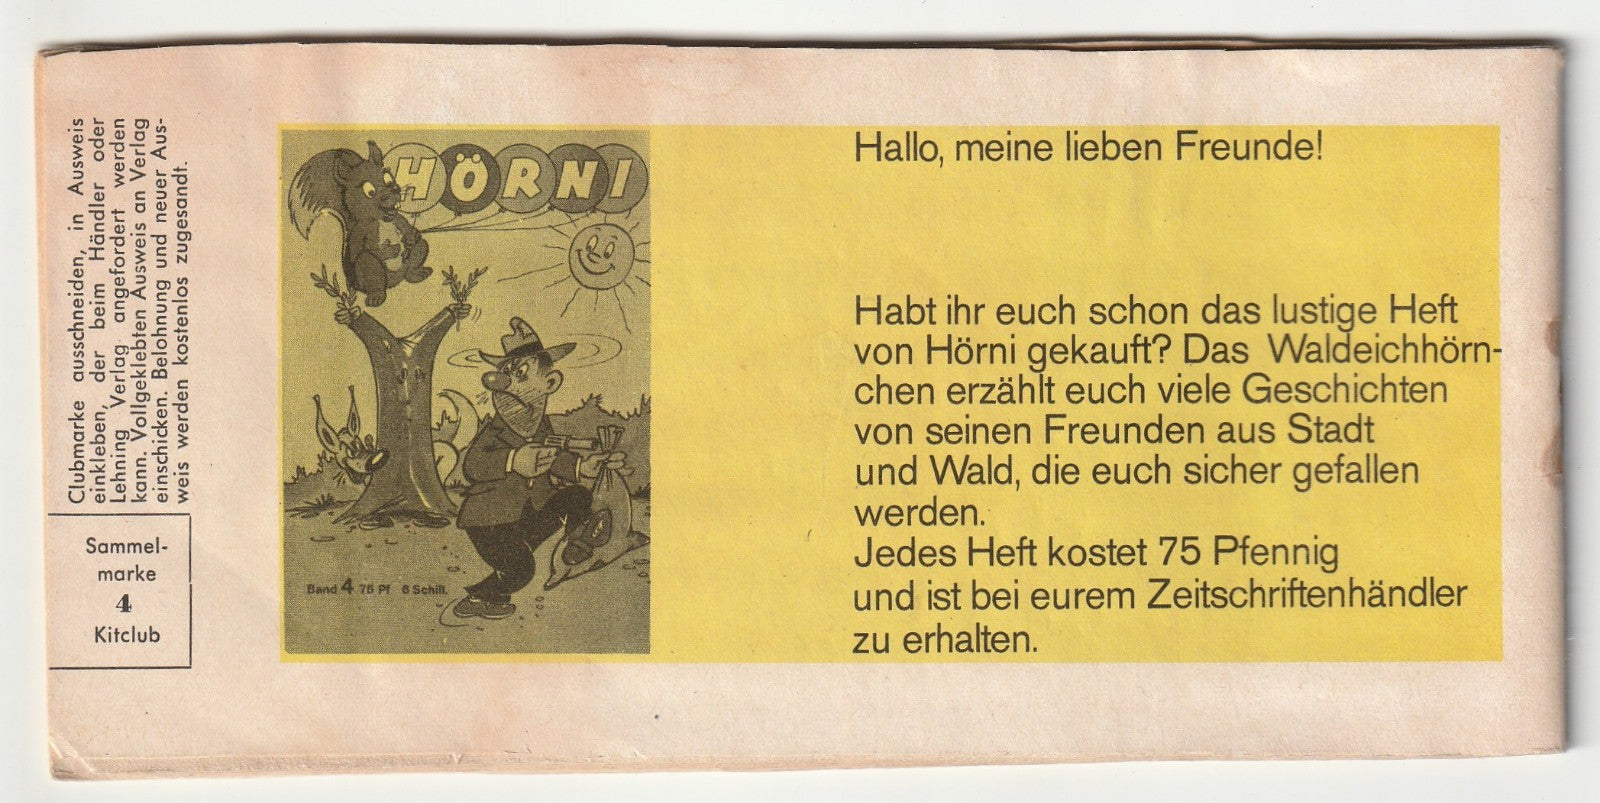 Clubmarke ausschneiden, in Ausweis
einkleben, der beim Händler oder
Lehning Verlag angefordert werden
kann. Vollgeklebten Ausweis an Verlag
einschicken. Belohnung und neuer Aus-
weis werden kostenlos zugesandt.
Sammel-
marke
4
Kitclub
HÖRNI
Band 4 75 Pf 6 Schill.
Hallo, meine lieben Freunde!
Habt ihr euch schon das lustige Heft
von Hörni gekauft? Das Waldeichhörn-
chen erzählt euch viele Geschichten
von seinen Freunden aus Stadt
und Wald, die euch sicher gefallen
werden.
Jedes Heft kostet 75 Pfennig
und ist bei eurem Zeitschriftenhändler
zu erhalten.